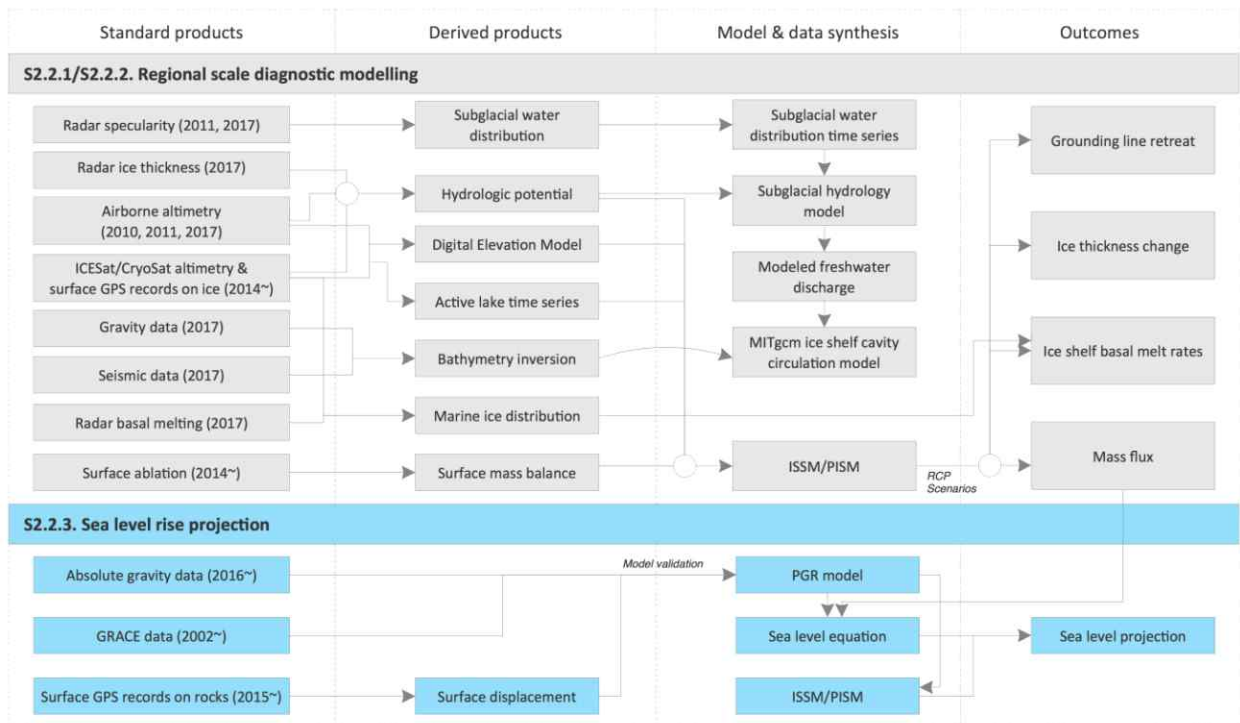 Standard products
Derived products
Model & data synthesis
Outcomes
S2.2.1/S2.2.2. Regional scale diagnostic modelling
Radar specularity (2011, 2017)
Radar ice thickness (2017)
Airborne altimetry
(2010, 2011, 2017)
ICESat/CryoSat altimetry &
surface GPS records on ice (2014~)
Gravity data (2017)
Seismic data (2017)
Radar basal melting (2017)
Surface ablation (2014~)
Subglacial water
distribution
Hydrologic potential
Digital Elevation Model
Active lake time series
Bathymetry inversion
Marine ice distribution
Surface mass balance
Subglacial water
distribution time series
Subglacial hydrology
model
Modeled freshwater
discharge
MITgcm ice shelf cavity
circulation model
ISSM/PISM
RCP
Scenarios
Grounding line retreat
Ice thickness change
Ice shelf basal melt rates
Mass flux
S2.2.3. Sea level rise projection
Absolute gravity data (2016~)
GRACE data (2002~)
Surface GPS records on rocks (2015~)
Surface displacement
Model validation
PGR model
Sea level equation
ISSM/PISM
Sea level projection